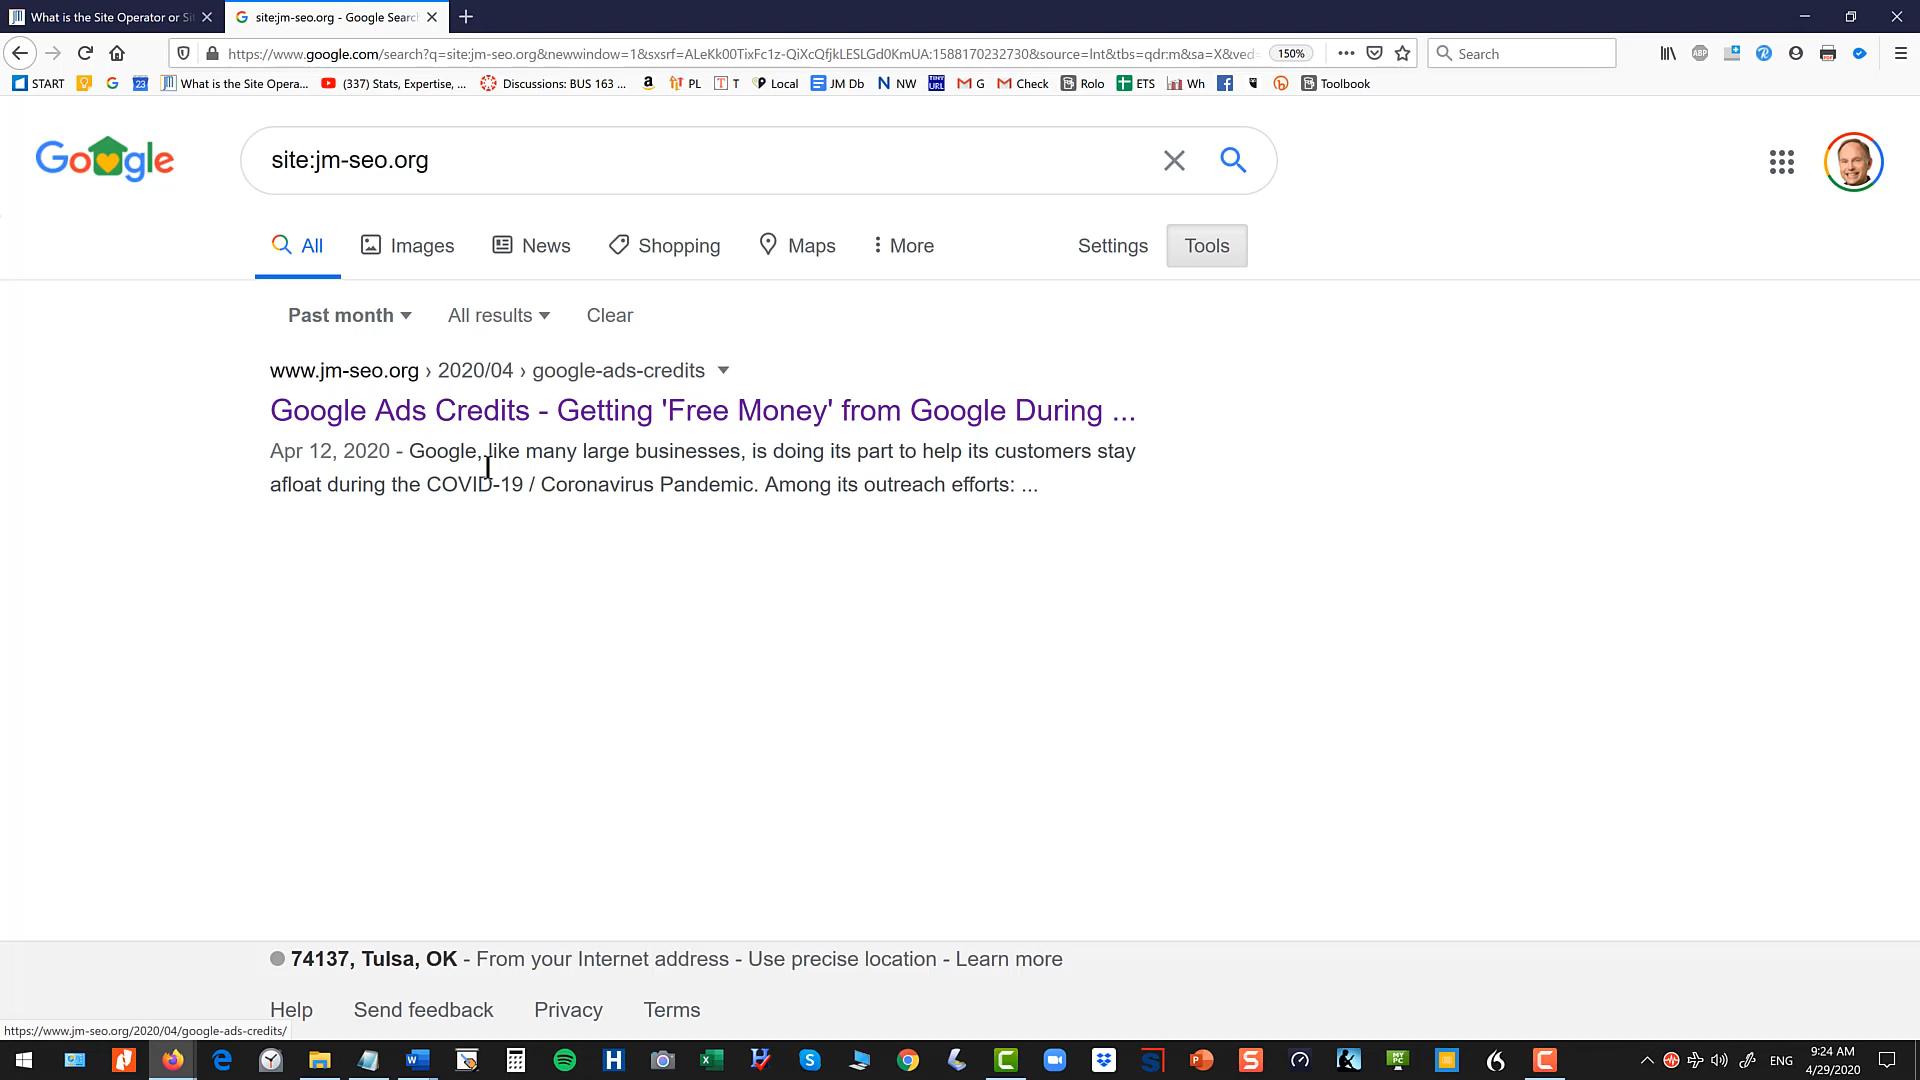 What is the Site Operator or Sit
site:jm-seo.org - Google Search
https://www.google.com/search?q=site:jm-seo.org&newwindow=1&sxsrf=ALeKk00TixFc1z-QiXcQfjkLESLGd0KmUA:1588170232730&source=lnt&tbs=qdr:m&sa=X&ved=
150%
Search
START
23
What is the Site Opera...
(337) Stats, Expertise, ...
Discussions: BUS 163 ...
PL
T
Local
JM Db
NW
G
Check
Rolo
ETS
Wh
Toolbook
Google
site:jm-seo.org
All
Images
News
Shopping
Maps
More
Settings
Tools
Past month
All results
Clear
www.jm-seo.org › 2020/04 › google-ads-credits
Google Ads Credits - Getting 'Free Money' from Google During ...
Apr 12, 2020 - Google, like many large businesses, is doing its part to help its customers stay
afloat during the COVID-19 / Coronavirus Pandemic. Among its outreach efforts: ...
74137, Tulsa, OK - From your Internet address - Use precise location - Learn more
Help
Send feedback
Privacy
Terms
https://www.jm-seo.org/2020/04/google-ads-credits/
ENG
9:24 AM
4/29/2020